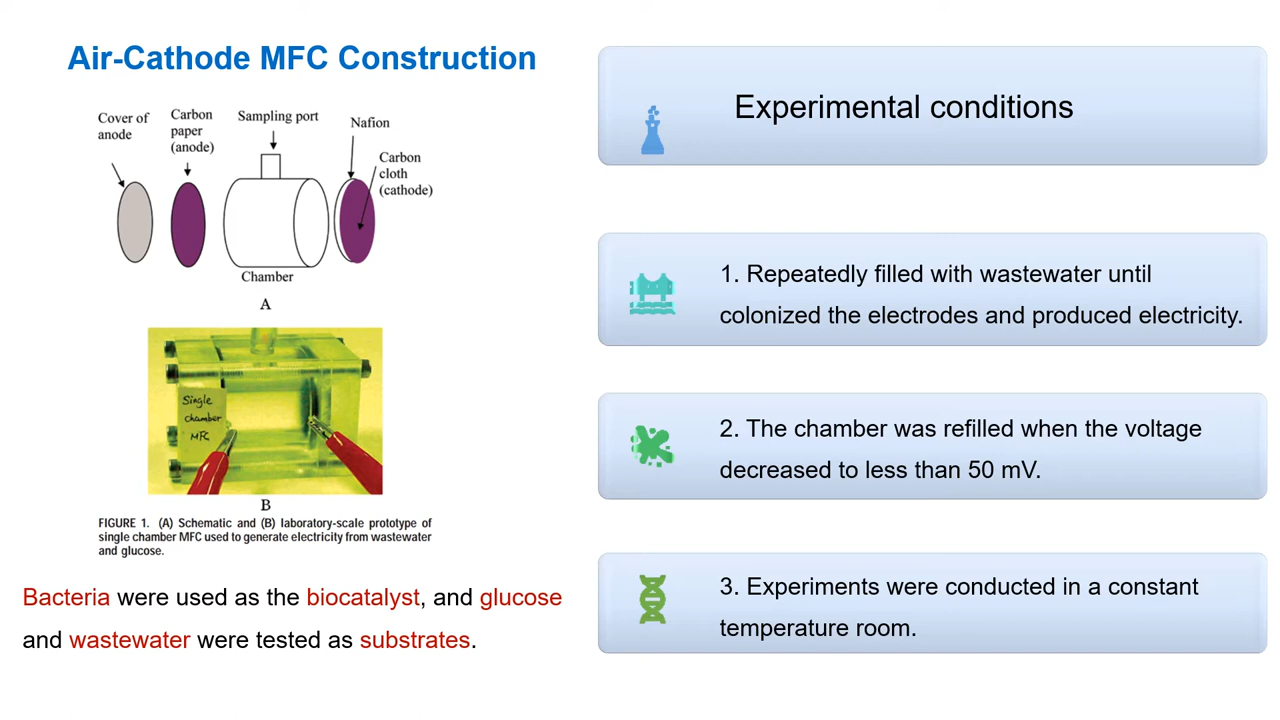 Air-Cathode MFC Construction
Cover of
anode
Carbon
paper
(anode)
Sampling port
Nafion
Carbon
cloth
(cathode)
Chamber
A
Single
chamber
MFC
B
FIGURE 1. (A) Schematic and (B) laboratory-scale prototype of
single chamber MFC used to generate electricity from wastewater
and glucose.
Bacteria were used as the biocatalyst, and glucose
and wastewater were tested as substrates.
Experimental conditions
1. Repeatedly filled with wastewater until
colonized the electrodes and produced electricity.
2. The chamber was refilled when the voltage
decreased to less than 50 mV.
3. Experiments were conducted in a constant
temperature room.